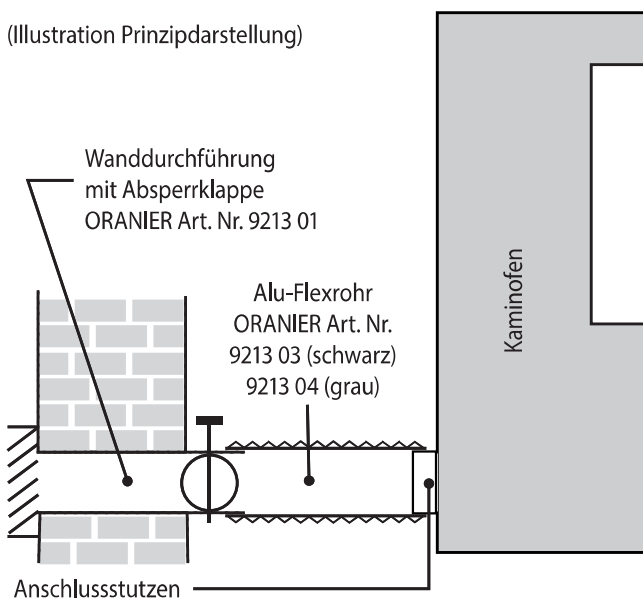 (Illustration Prinzipdarstellung)
Wanddurchführung
mit Absperrklappe
ORANIER Art. Nr. 9213 01
Alu-Flexrohr
ORANIER Art. Nr.
9213 03 (schwarz)
9213 04 (grau)
Kaminofen
Anschlussstutzen